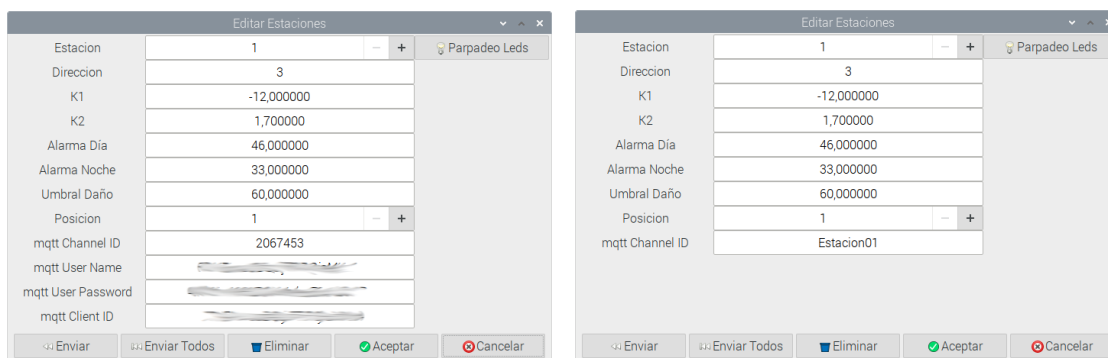 Editar Estaciones
Estacion 1 − + Parpadeo Leds
Direccion 3
K1 -12,000000
K2 1,700000
Alarma Día 46,000000
Alarma Noche 33,000000
Umbral Daño 60,000000
Posicion 1 − +
mqtt Channel ID 2067453
mqtt User Name
mqtt User Password
mqtt Client ID
Enviar Enviar Todos Eliminar Aceptar Cancelar
Editar Estaciones
Estacion 1 − + Parpadeo Leds
Direccion 3
K1 -12,000000
K2 1,700000
Alarma Día 46,000000
Alarma Noche 33,000000
Umbral Daño 60,000000
Posicion 1 − +
mqtt Channel ID Estacion01
Enviar Enviar Todos Eliminar Aceptar Cancelar